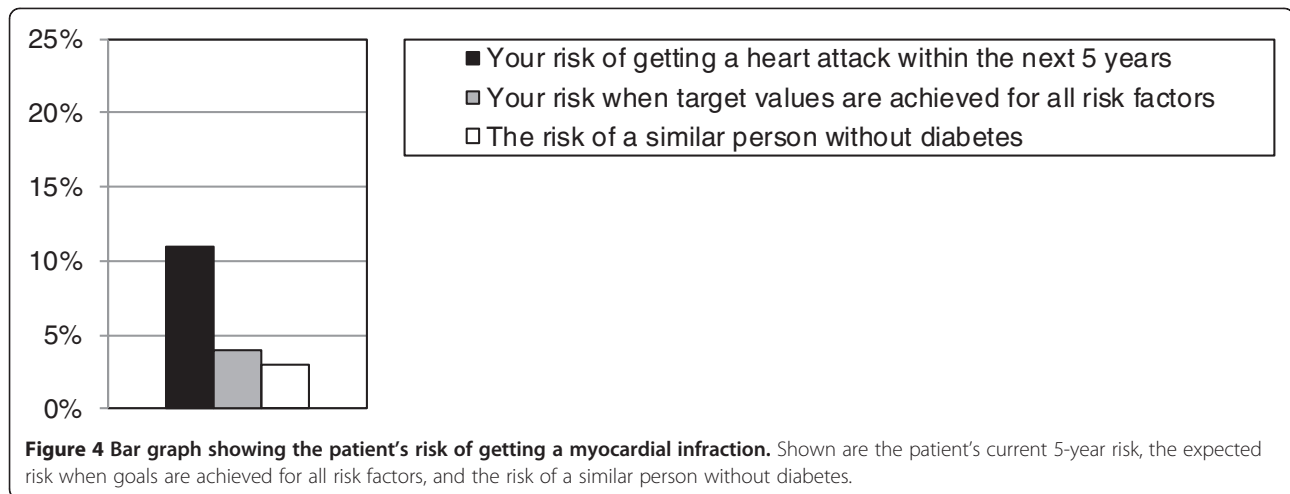 25%
20%
15%
10%
5%
0%
■ Your risk of getting a heart attack within the next 5 years
■ Your risk when target values are achieved for all risk factors
□ The risk of a similar person without diabetes
Figure 4 Bar graph showing the patient's risk of getting a myocardial infraction. Shown are the patient's current 5-year risk, the expected
risk when goals are achieved for all risk factors, and the risk of a similar person without diabetes.